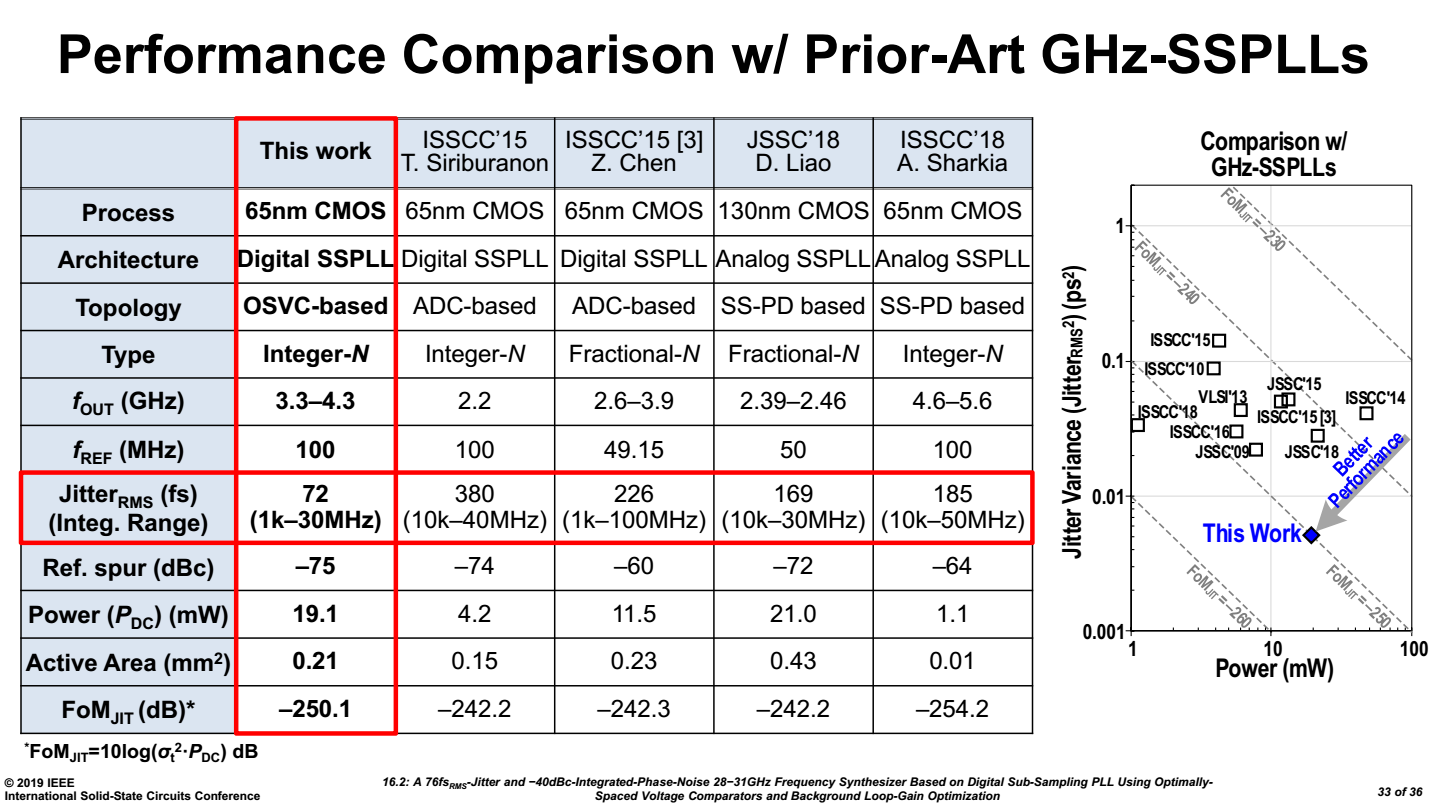 Performance Comparison w/ Prior-Art GHz-SSPLLs
This work ISSCC'15 T. Siriburanon ISSCC'15 [3] Z. Chen JSSC'18 D. Liao ISSCC'18 A. Sharkia
Process 65nm CMOS 65nm CMOS 65nm CMOS 130nm CMOS 65nm CMOS
Architecture Digital SSPLL Digital SSPLL Digital SSPLL Analog SSPLL Analog SSPLL
Topology OSVC-based ADC-based ADC-based SS-PD based SS-PD based
Type Integer-N Integer-N Fractional-N Fractional-N Integer-N
fOUT (GHz) 3.3–4.3 2.2 2.6–3.9 2.39–2.46 4.6–5.6
fREF (MHz) 100 100 49.15 50 100
JitterRMS (fs) 72 380 226 169 185
(Integ. Range) (1k–30MHz) (10k–40MHz) (1k–100MHz) (10k–30MHz) (10k–50MHz)
Ref. spur (dBc) –75 –74 –60 –72 –64
Power (PDC) (mW) 19.1 4.2 11.5 21.0 1.1
Active Area (mm²) 0.21 0.15 0.23 0.43 0.01
FoMJIT (dB)* –250.1 –242.2 –242.3 –242.2 –254.2
*FoMJIT=10log(σt²·PDC) dB
Comparison w/
GHz-SSPLLs
Jitter Variance (JitterRMS²) (ps²)
1
0.1
0.01
0.001
FoMJIT = –230
FoMJIT = –240
ISSCC'15
ISSCC'10
JSSC'15
VLSI'13
ISSCC'14
ISSCC'18
ISSCC'15 [3]
ISSCC'16
JSSC'09
JSSC'18
Better
Performance
This Work
FoMJIT = –260
FoMJIT = –250
1 10 100
Power (mW)
© 2019 IEEE
International Solid-State Circuits Conference
16.2: A 76fsRMS-Jitter and −40dBc-Integrated-Phase-Noise 28−31GHz Frequency Synthesizer Based on Digital Sub-Sampling PLL Using Optimally-
Spaced Voltage Comparators and Background Loop-Gain Optimization
33 of 36